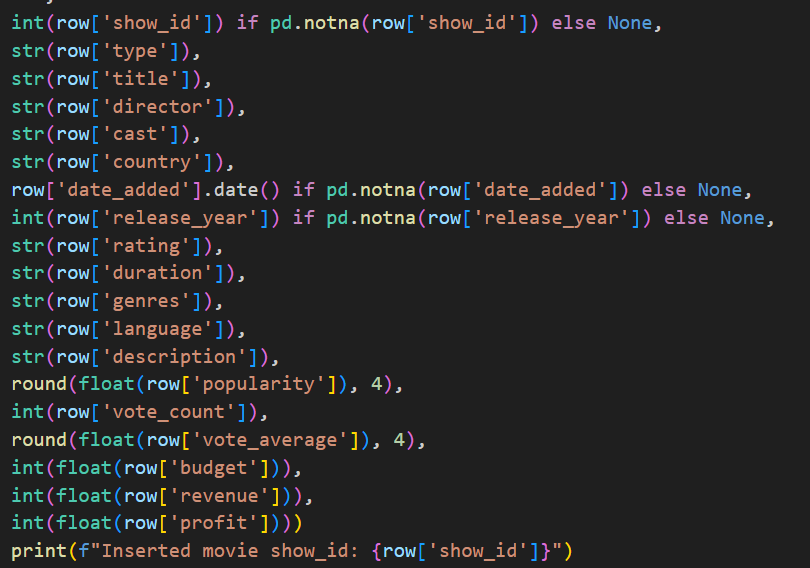 int(row['show_id']) if pd.notna(row['show_id']) else None,
str(row['type']),
str(row['title']),
str(row['director']),
str(row['cast']),
str(row['country']),
row['date_added'].date() if pd.notna(row['date_added']) else None,
int(row['release_year']) if pd.notna(row['release_year']) else None,
str(row['rating']),
str(row['duration']),
str(row['genres']),
str(row['language']),
str(row['description']),
round(float(row['popularity']), 4),
int(row['vote_count']),
round(float(row['vote_average']), 4),
int(float(row['budget'])),
int(float(row['revenue'])),
int(float(row['profit'])))
print(f"Inserted movie show_id: {row['show_id']}")